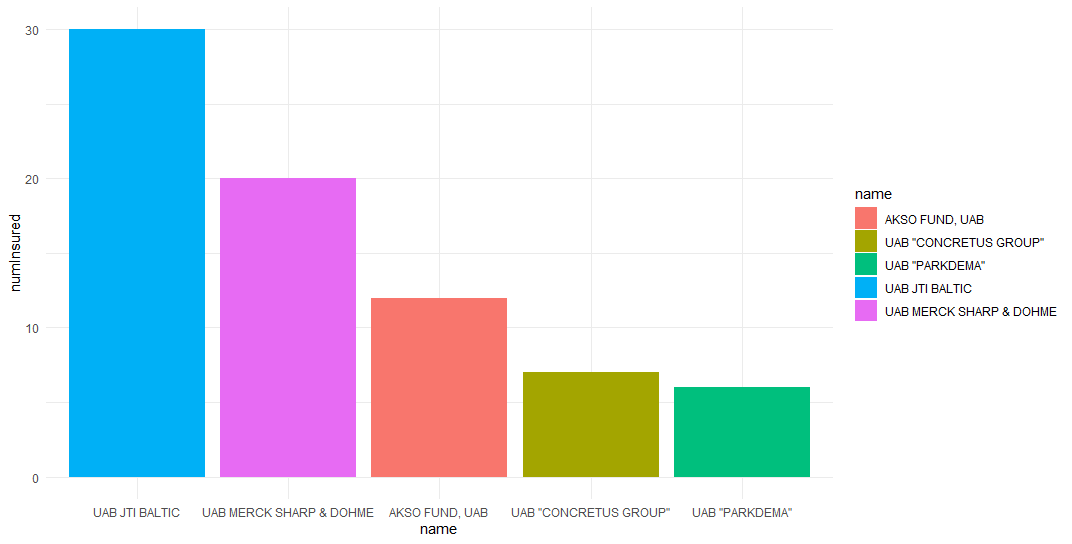 30
20
10
0
numInsured
UAB JTI BALTIC
UAB MERCK SHARP & DOHME
AKSO FUND, UAB
UAB "CONCRETUS GROUP"
UAB "PARKDEMA"
name
name
AKSO FUND, UAB
UAB "CONCRETUS GROUP"
UAB "PARKDEMA"
UAB JTI BALTIC
UAB MERCK SHARP & DOHME